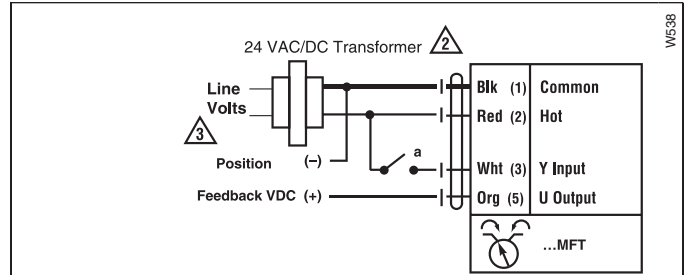 W538
24 VAC/DC Transformer 2
Line
Volts
3
Blk (1) Common
Red (2) Hot
a
Position (–)
Wht (3) Y Input
Feedback VDC (+)
Org (5) U Output
...MFT